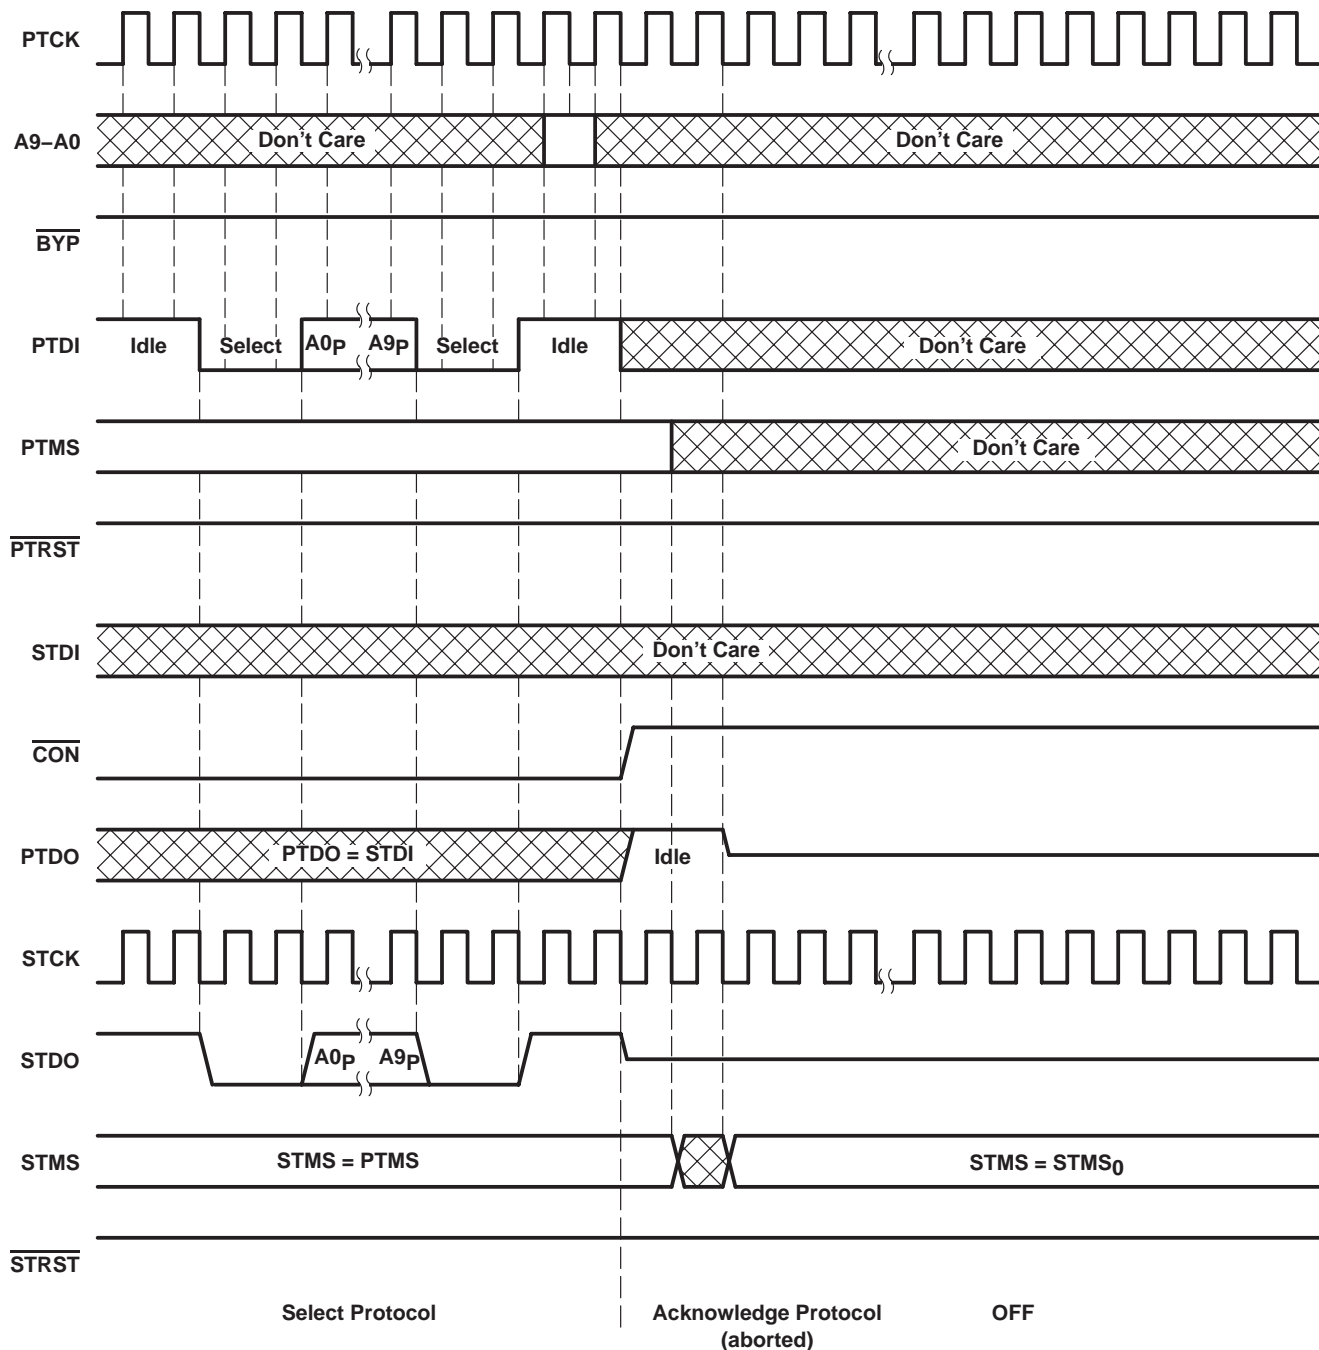 PTCK
A9–A0
Don't Care
Don't Care
BYP
PTDI
Idle
Select
A0P
A9P
Select
Idle
Don't Care
PTMS
Don't Care
PTRST
STDI
Don't Care
CON
PTDO
PTDO = STDI
Idle
STCK
STDO
A0P
A9P
STMS
STMS = PTMS
STMS = STMS0
STRST
Select Protocol
Acknowledge Protocol
(aborted)
OFF